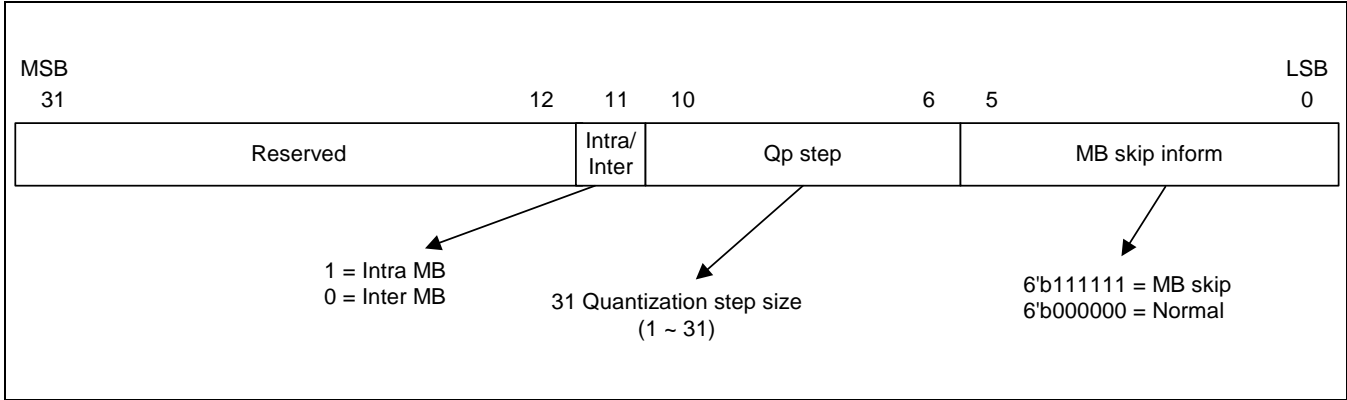 MSB LSB
31 12 11 10 6 5 0
Reserved Intra/ Inter Qp step MB skip inform
1 = Intra MB
0 = Inter MB
31 Quantization step size
(1 ~ 31)
6'b111111 = MB skip
6'b000000 = Normal